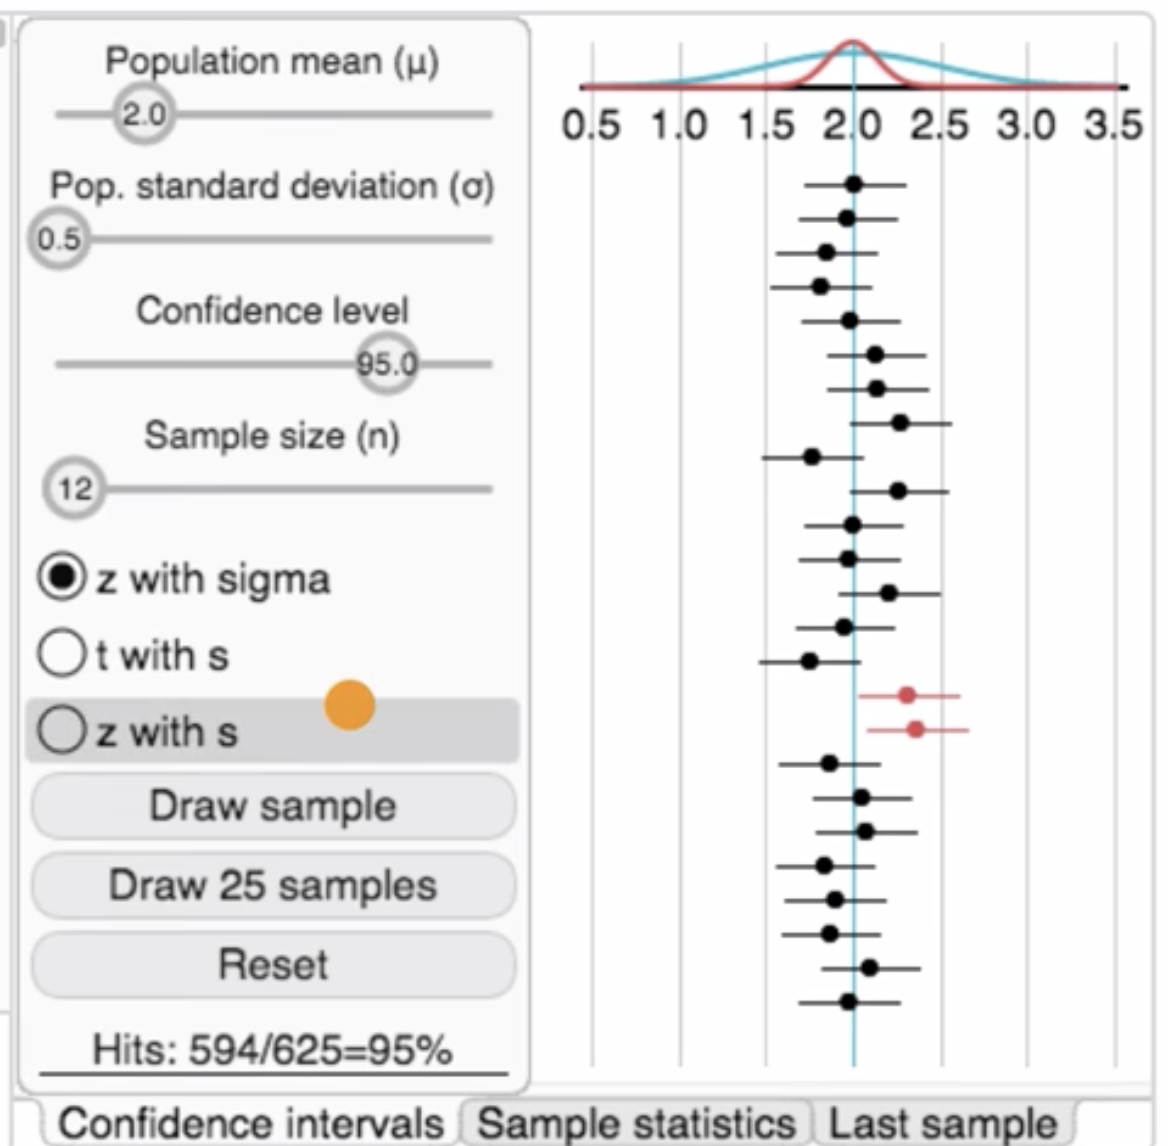 Population mean (μ)
2.0
Pop. standard deviation (σ)
0.5
Confidence level
95.0
Sample size (n)
12
z with sigma
t with s
z with s
Draw sample
Draw 25 samples
Reset
Hits: 594/625=95%
0.5 1.0 1.5 2.0 2.5 3.0 3.5
Confidence intervals Sample statistics Last sample